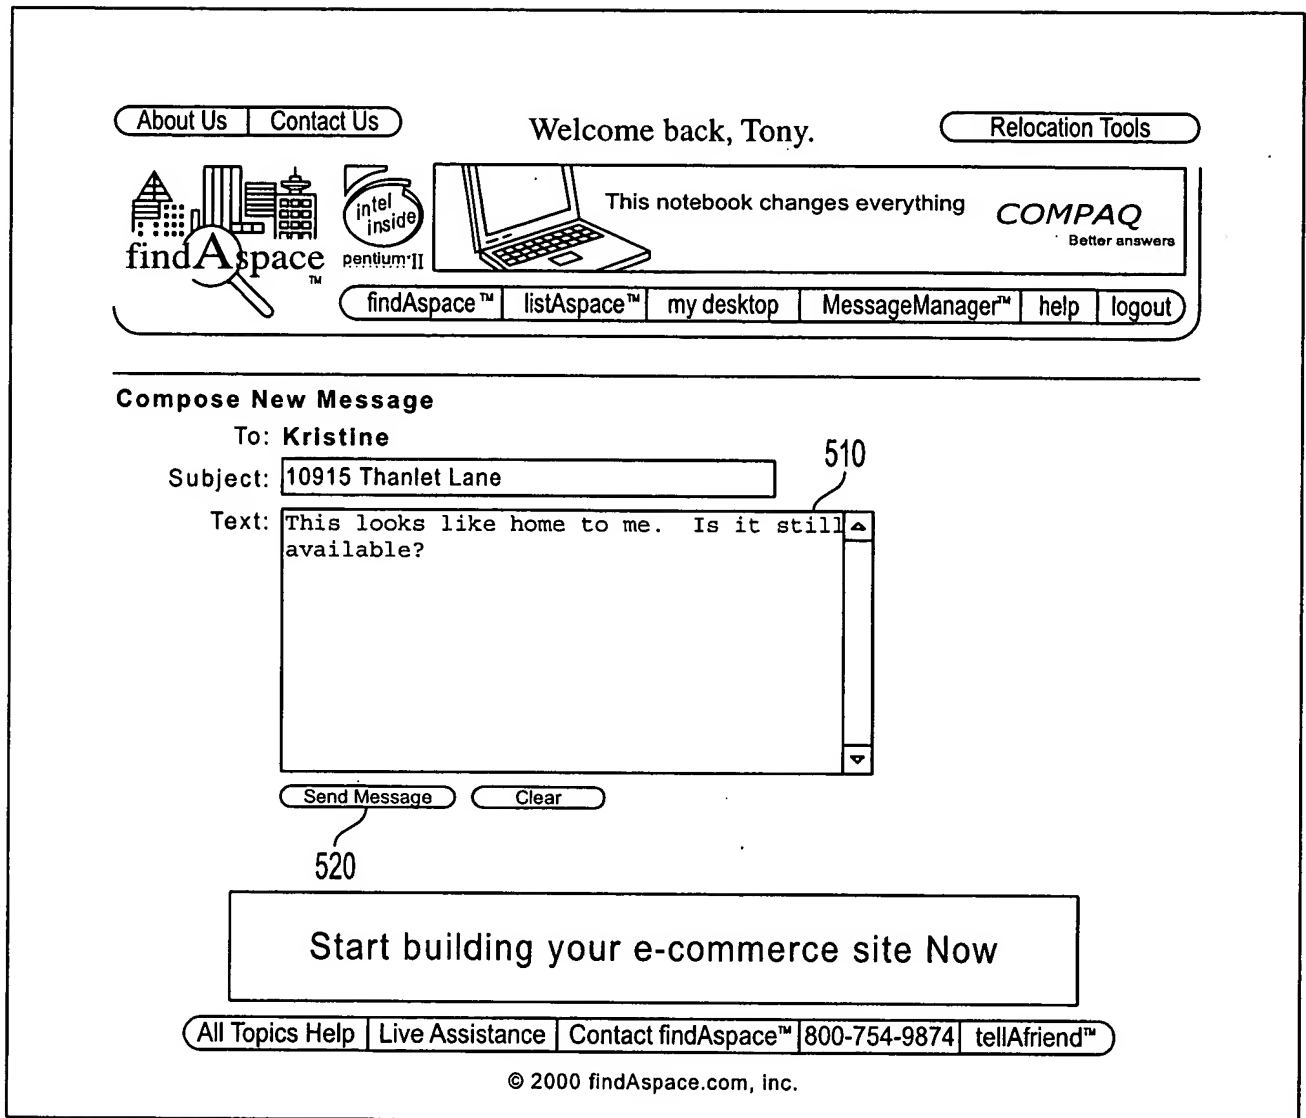 About Us | Contact Us
Welcome back, Tony.
Relocation Tools
intel
inside
pentium·II
This notebook changes everything
COMPAQ
Better answers
findAspace™
findAspace™ | listAspace™ | my desktop | MessageManager™ | help | logout
Compose New Message
To: Kristine
510
Subject: 10915 Thanlet Lane
Text: This looks like home to me.  Is it still
available?
Send Message
Clear
520
Start building your e-commerce site Now
All Topics Help | Live Assistance | Contact findAspace™ | 800-754-9874 | tellAfriend™
© 2000 findAspace.com, inc.